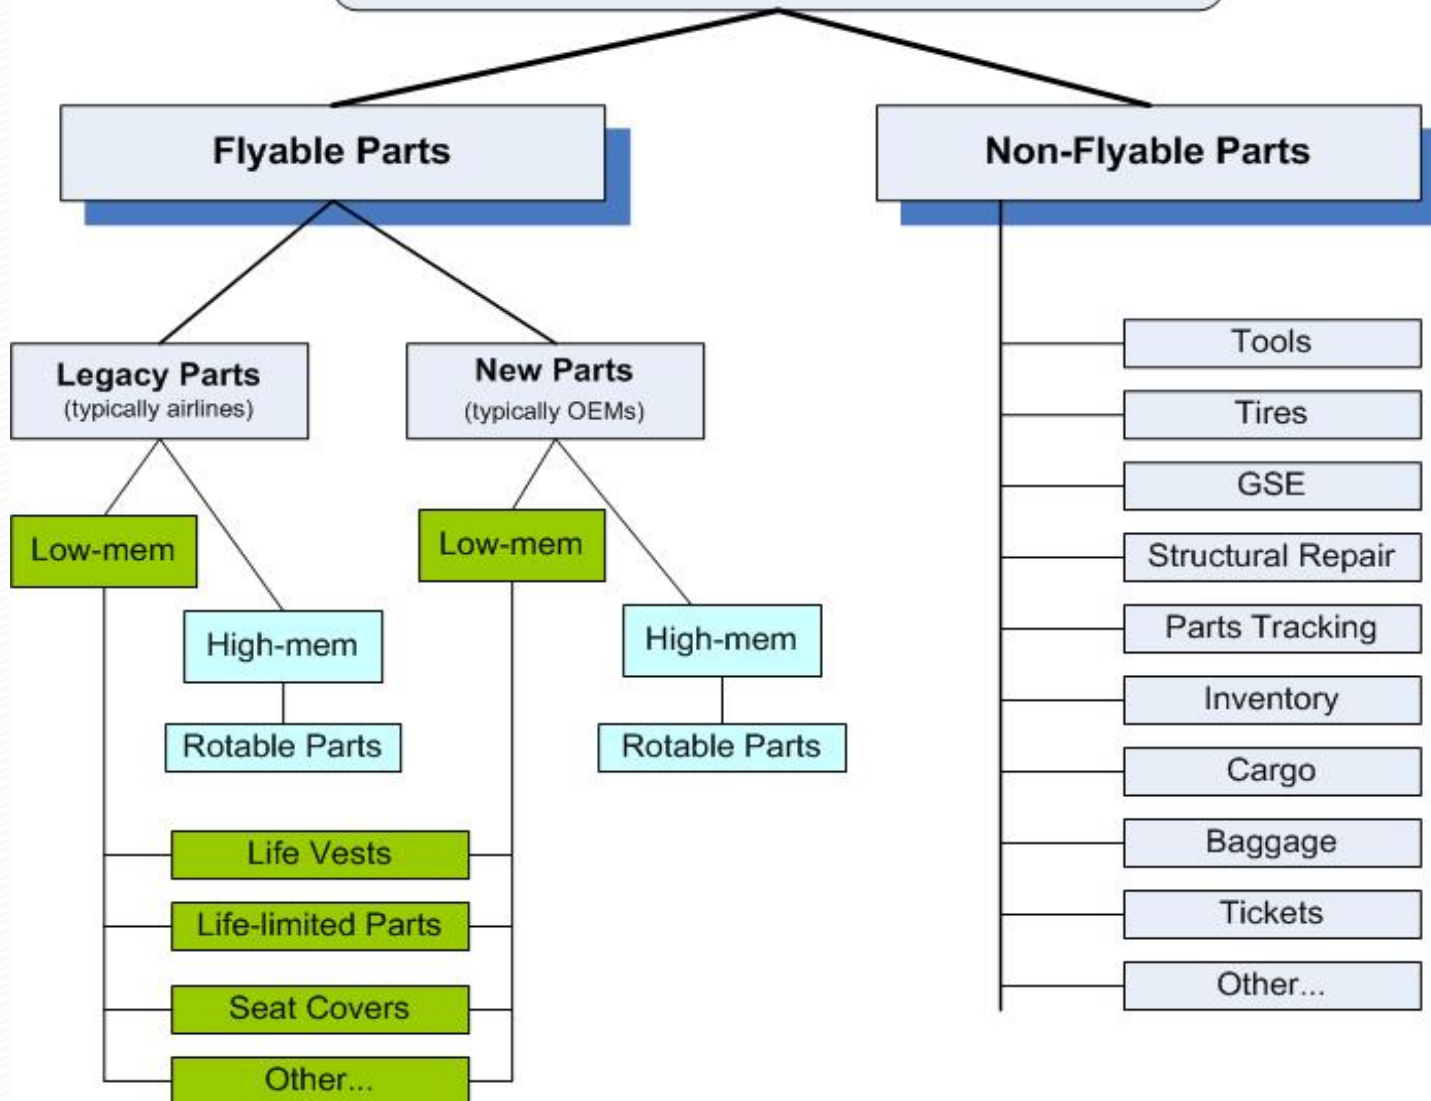 Flyable Parts
Non-Flyable Parts
Legacy Parts
(typically airlines)
New Parts
(typically OEMs)
Low-mem
High-mem
Rotable Parts
Low-mem
High-mem
Rotable Parts
Life Vests
Life-limited Parts
Seat Covers
Other...
Tools
Tires
GSE
Structural Repair
Parts Tracking
Inventory
Cargo
Baggage
Tickets
Other...